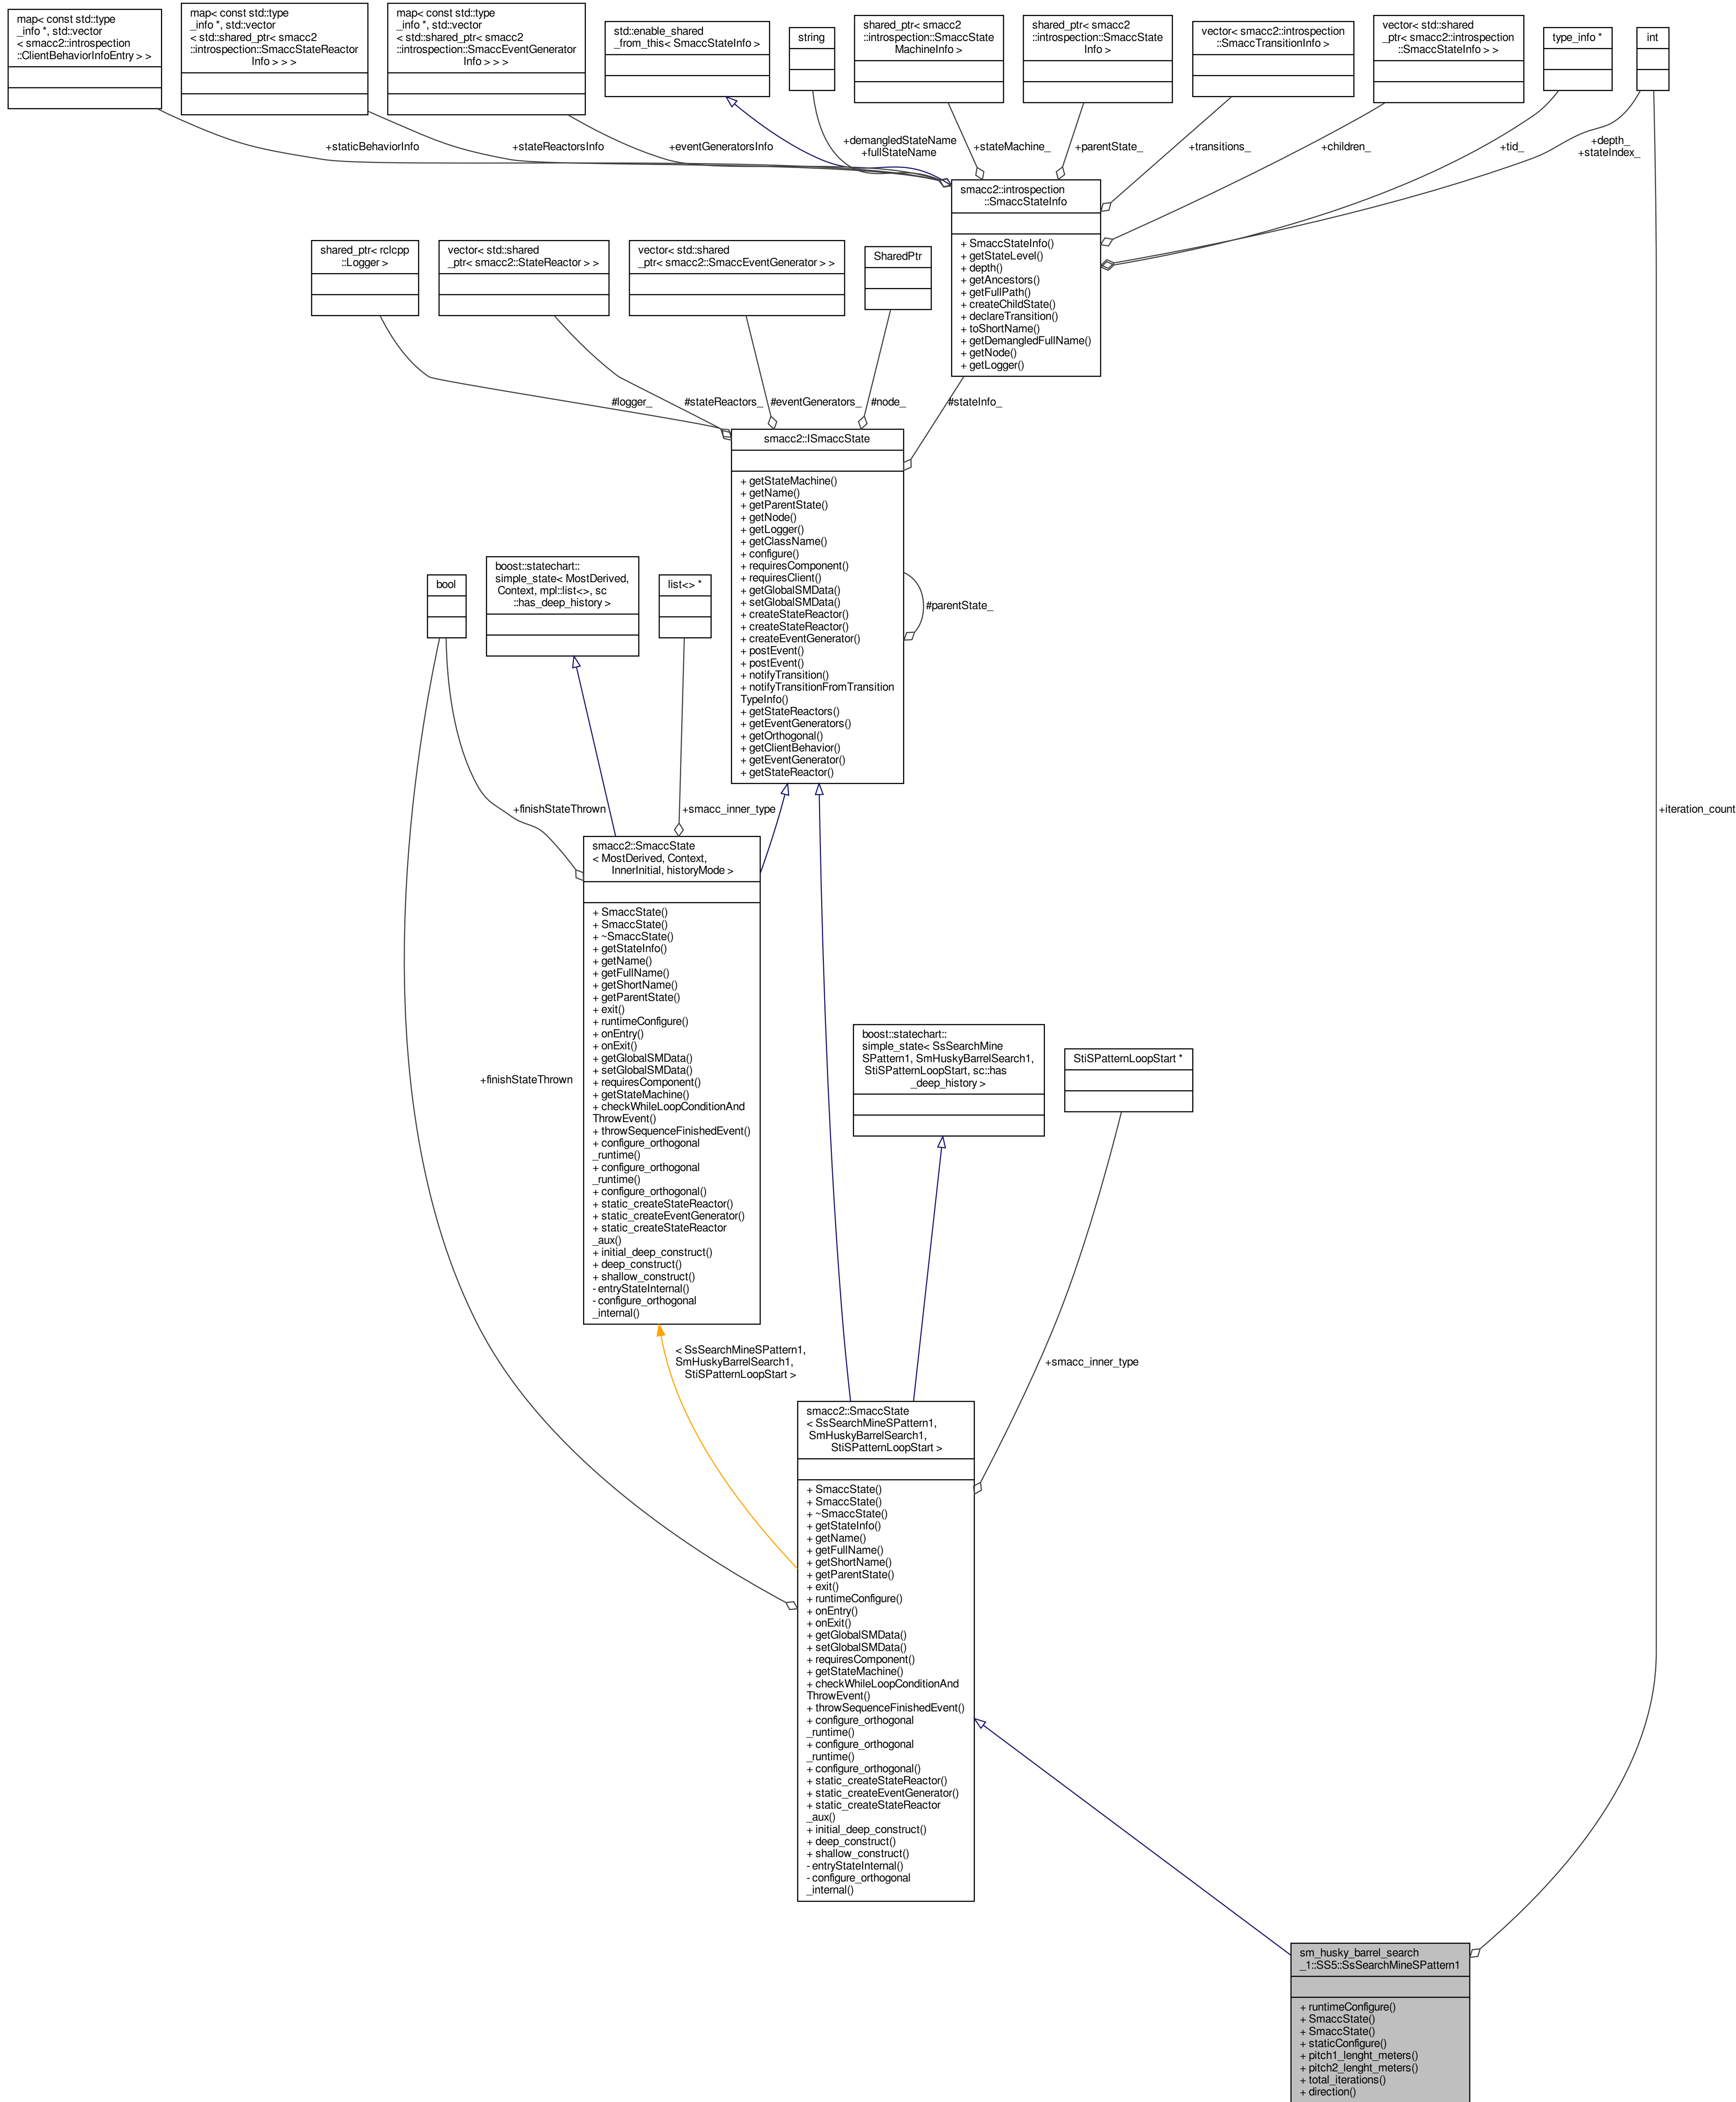 map< const std::type
_info *, std::vector
< smacc2::introspection
::ClientBehaviorInfoEntry > >
map< const std::type
_info *, std::vector
< std::shared_ptr< smacc2
::introspection::SmaccStateReactor
Info > > >
map< const std::type
_info *, std::vector
< std::shared_ptr< smacc2
::introspection::SmaccEventGenerator
Info > > >
std::enable_shared
_from_this< SmaccStateInfo >
string
shared_ptr< smacc2
::introspection::SmaccState
MachineInfo >
shared_ptr< smacc2
::introspection::SmaccState
Info >
vector< smacc2::introspection
::SmaccTransitionInfo >
vector< std::shared
_ptr< smacc2::introspection
::SmaccStateInfo > >
type_info *
int
+staticBehaviorInfo
+stateReactorsInfo
+eventGeneratorsInfo
+demangledStateName
+fullStateName
+stateMachine_
+parentState_
+transitions_
+children_
+tid_
+depth_
+stateIndex_
smacc2::introspection
::SmaccStateInfo
+ SmaccStateInfo()
+ getStateLevel()
+ depth()
+ getAncestors()
+ getFullPath()
+ createChildState()
+ declareTransition()
+ toShortName()
+ getDemangledFullName()
+ getNode()
+ getLogger()
shared_ptr< rclcpp
::Logger >
vector< std::shared
_ptr< smacc2::StateReactor > >
vector< std::shared
_ptr< smacc2::SmaccEventGenerator > >
SharedPtr
#logger_
#stateReactors_
#eventGenerators_
#node_
#stateInfo_
smacc2::ISmaccState
+ getStateMachine()
+ getName()
+ getParentState()
+ getNode()
+ getLogger()
+ getClassName()
+ configure()
+ requiresComponent()
+ requiresClient()
+ getGlobalSMData()
+ setGlobalSMData()
+ createStateReactor()
+ createStateReactor()
+ createEventGenerator()
+ postEvent()
+ postEvent()
+ notifyTransition()
+ notifyTransitionFromTransition
TypeInfo()
+ getStateReactors()
+ getEventGenerators()
+ getOrthogonal()
+ getClientBehavior()
+ getEventGenerator()
+ getStateReactor()
#parentState_
bool
boost::statechart::
simple_state< MostDerived,
Context, mpl::list<>, sc
::has_deep_history >
list<> *
+finishStateThrown
+smacc_inner_type
+iteration_count
smacc2::SmaccState
< MostDerived, Context,
InnerInitial, historyMode >
+ SmaccState()
+ SmaccState()
+ ~SmaccState()
+ getStateInfo()
+ getName()
+ getFullName()
+ getShortName()
+ getParentState()
+ exit()
+ runtimeConfigure()
+ onEntry()
+ onExit()
+ getGlobalSMData()
+ setGlobalSMData()
+ requiresComponent()
+ getStateMachine()
+ checkWhileLoopConditionAnd
ThrowEvent()
+ throwSequenceFinishedEvent()
+ configure_orthogonal
_runtime()
+ configure_orthogonal
_runtime()
+ configure_orthogonal()
+ static_createStateReactor()
+ static_createEventGenerator()
+ static_createStateReactor
_aux()
+ initial_deep_construct()
+ deep_construct()
+ shallow_construct()
- entryStateInternal()
- configure_orthogonal
_internal()
+finishStateThrown
boost::statechart::
simple_state< SsSearchMine
SPattern1, SmHuskyBarrelSearch1,
StiSPatternLoopStart, sc::has
_deep_history >
StiSPatternLoopStart *
< SsSearchMineSPattern1,
SmHuskyBarrelSearch1,
StiSPatternLoopStart >
+smacc_inner_type
smacc2::SmaccState
< SsSearchMineSPattern1,
SmHuskyBarrelSearch1,
StiSPatternLoopStart >
+ SmaccState()
+ SmaccState()
+ ~SmaccState()
+ getStateInfo()
+ getName()
+ getFullName()
+ getShortName()
+ getParentState()
+ exit()
+ runtimeConfigure()
+ onEntry()
+ onExit()
+ getGlobalSMData()
+ setGlobalSMData()
+ requiresComponent()
+ getStateMachine()
+ checkWhileLoopConditionAnd
ThrowEvent()
+ throwSequenceFinishedEvent()
+ configure_orthogonal
_runtime()
+ configure_orthogonal
_runtime()
+ configure_orthogonal()
+ static_createStateReactor()
+ static_createEventGenerator()
+ static_createStateReactor
_aux()
+ initial_deep_construct()
+ deep_construct()
+ shallow_construct()
- entryStateInternal()
- configure_orthogonal
_internal()
sm_husky_barrel_search
_1::SS5::SsSearchMineSPattern1
+ runtimeConfigure()
+ SmaccState()
+ SmaccState()
+ staticConfigure()
+ pitch1_lenght_meters()
+ pitch2_lenght_meters()
+ total_iterations()
+ direction()